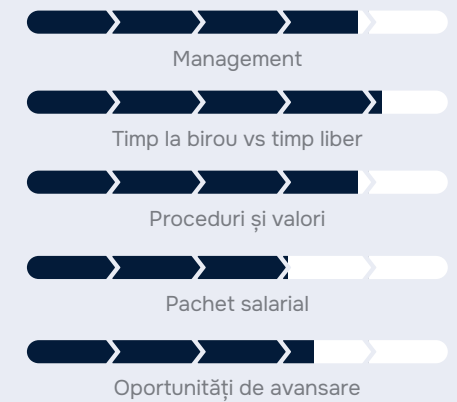 Management
Timp la birou vs timp liber
Proceduri și valori
Pachet salarial
Oportunități de avansare